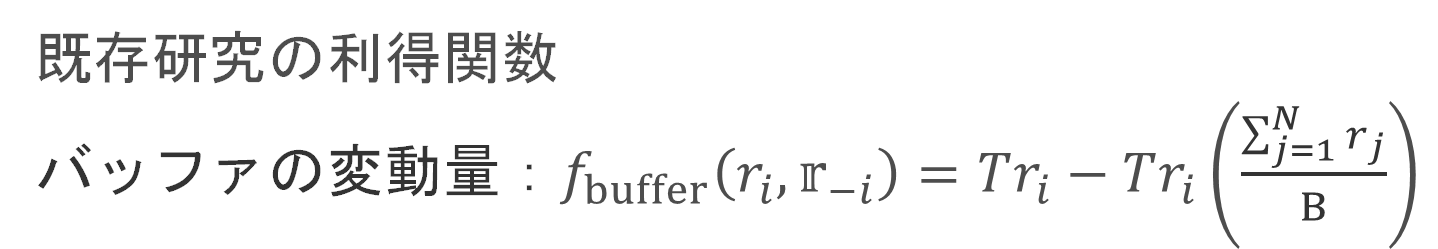 既存研究の利得関数
バッファの変動量：f_buffer(r_i, 𝕣_{-i}) = Tr_i − Tr_i (∑_{j=1}^{N} r_j / B)